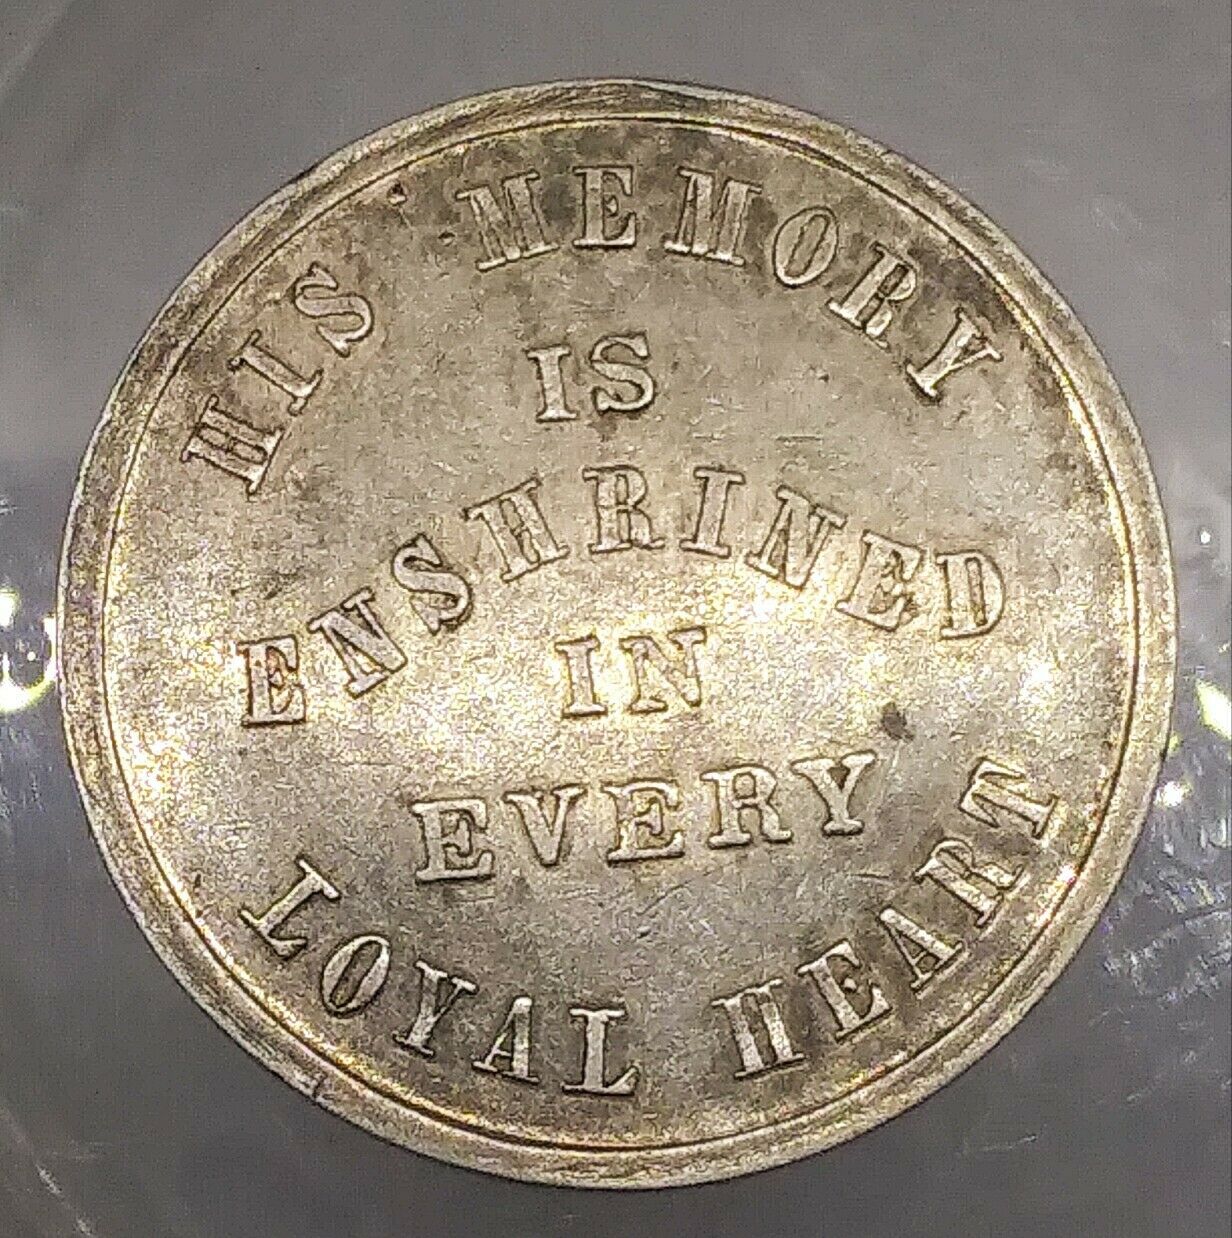 HIS MEMORY
IS
ENSHRINED
IN
EVERY
LOYAL HEART